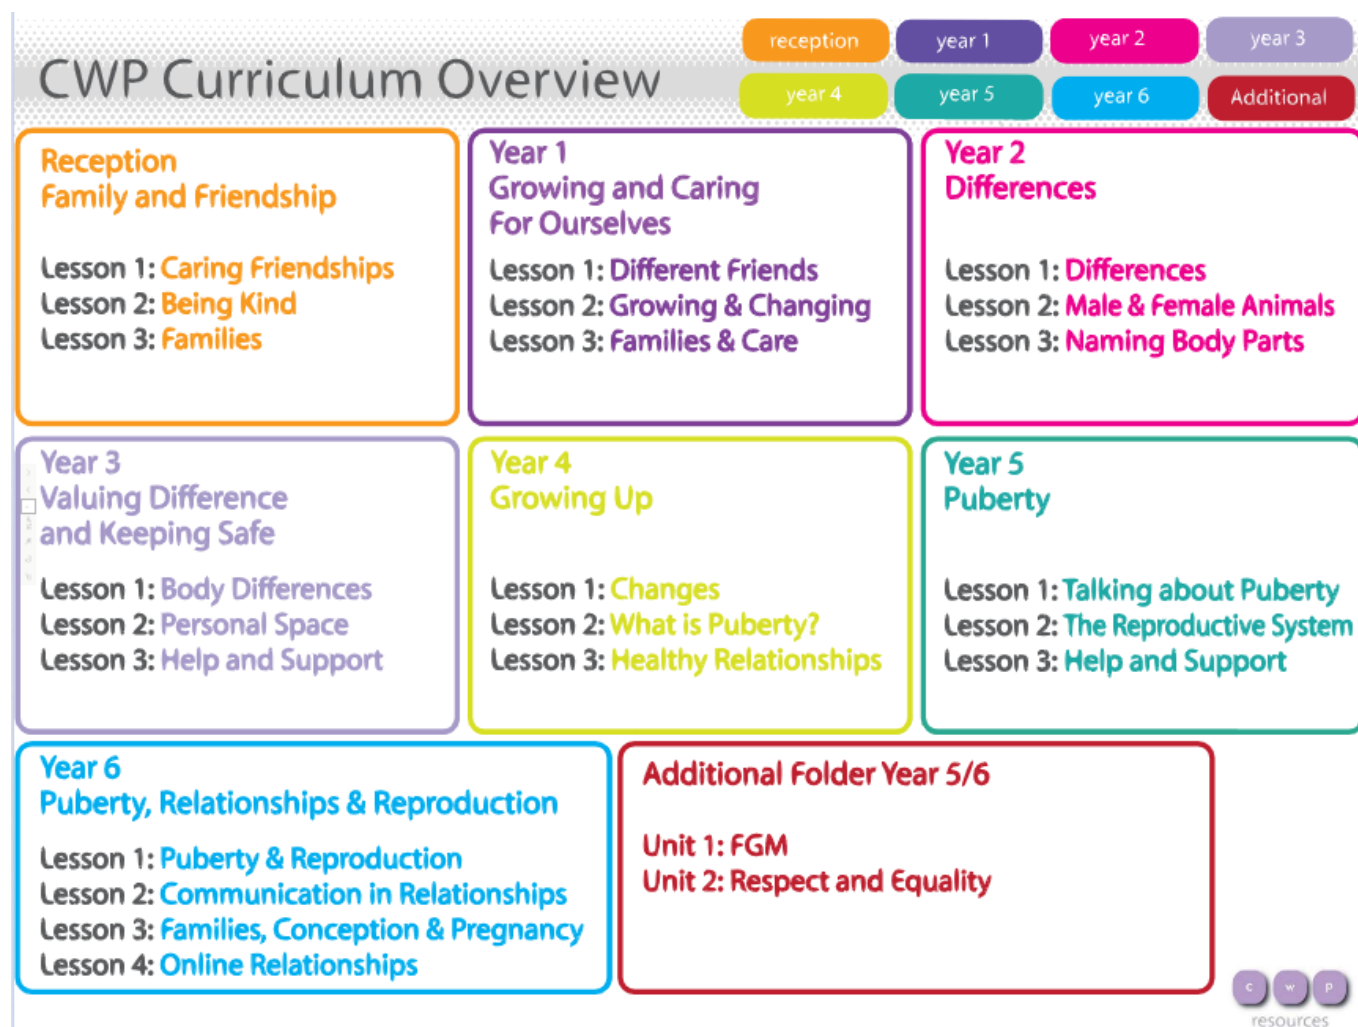 CWP Curriculum Overview
reception
year 1
year 2
year 3
year 4
year 5
year 6
Additional
Reception
Family and Friendship
Lesson 1: Caring Friendships
Lesson 2: Being Kind
Lesson 3: Families
Year 1
Growing and Caring
For Ourselves
Lesson 1: Different Friends
Lesson 2: Growing & Changing
Lesson 3: Families & Care
Year 2
Differences
Lesson 1: Differences
Lesson 2: Male & Female Animals
Lesson 3: Naming Body Parts
Year 3
Valuing Difference
and Keeping Safe
Lesson 1: Body Differences
Lesson 2: Personal Space
Lesson 3: Help and Support
Year 4
Growing Up
Lesson 1: Changes
Lesson 2: What is Puberty?
Lesson 3: Healthy Relationships
Year 5
Puberty
Lesson 1: Talking about Puberty
Lesson 2: The Reproductive System
Lesson 3: Help and Support
Year 6
Puberty, Relationships & Reproduction
Lesson 1: Puberty & Reproduction
Lesson 2: Communication in Relationships
Lesson 3: Families, Conception & Pregnancy
Lesson 4: Online Relationships
Additional Folder Year 5/6
Unit 1: FGM
Unit 2: Respect and Equality
c w p
resources